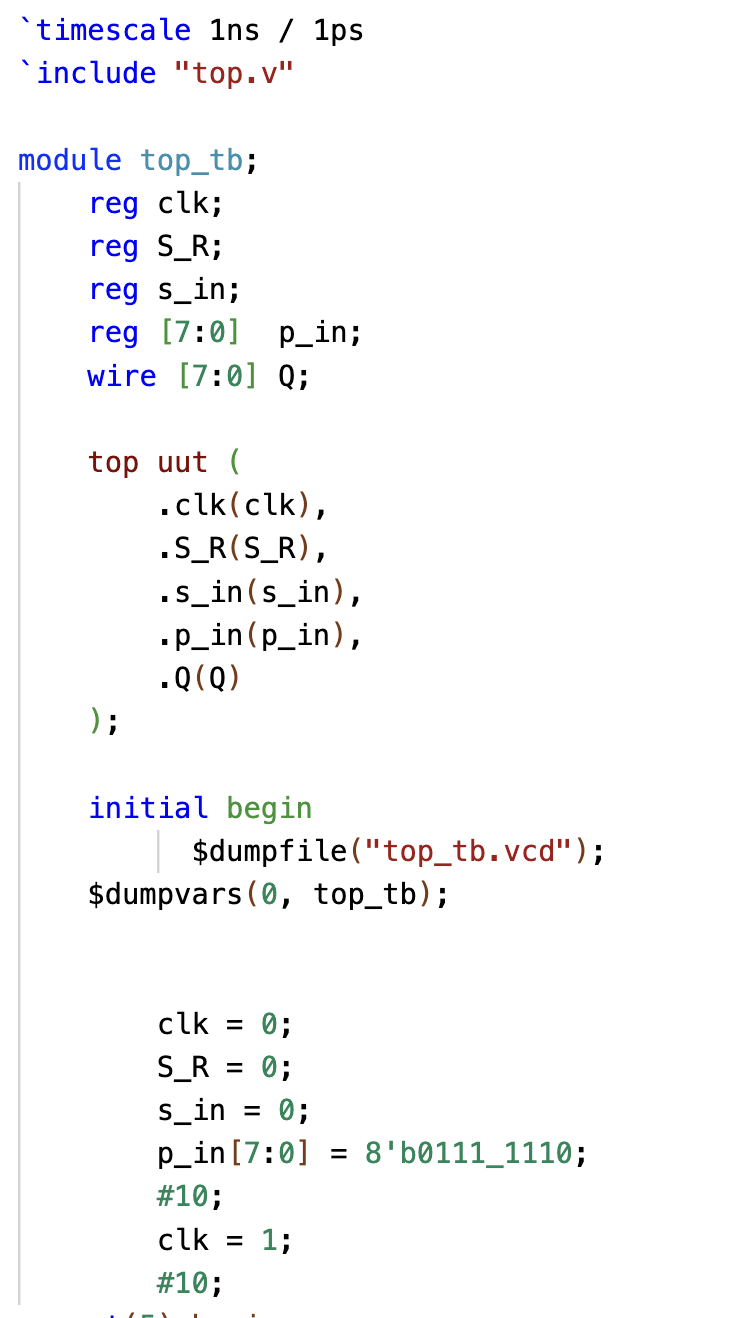 `timescale 1ns / 1ps
`include "top.v"
module top_tb;
reg clk;
reg S_R;
reg s_in;
reg [7:0]  p_in;
wire [7:0] Q;
top uut (
.clk(clk),
.S_R(S_R),
.s_in(s_in),
.p_in(p_in),
.Q(Q)
);
initial begin
$dumpfile("top_tb.vcd");
$dumpvars(0, top_tb);
clk = 0;
S_R = 0;
s_in = 0;
p_in[7:0] = 8'b0111_1110;
#10;
clk = 1;
#10;